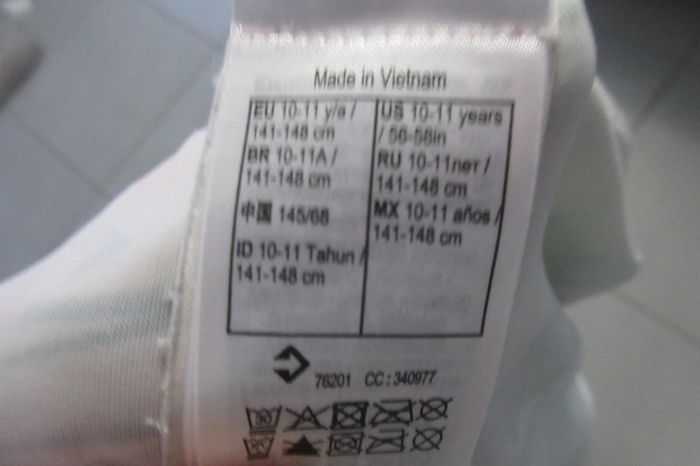 Made in Vietnam
EU 10-11 y/a /
141-148 cm
BR 10-11A /
141-148 cm
中国 145/68
ID 10-11 Tahun /
141-148 cm
US 10-11 years
/ 56-58in
RU 10-11лет /
141-148 cm
MX 10-11 años /
141-148 cm
76201 CC : 340977